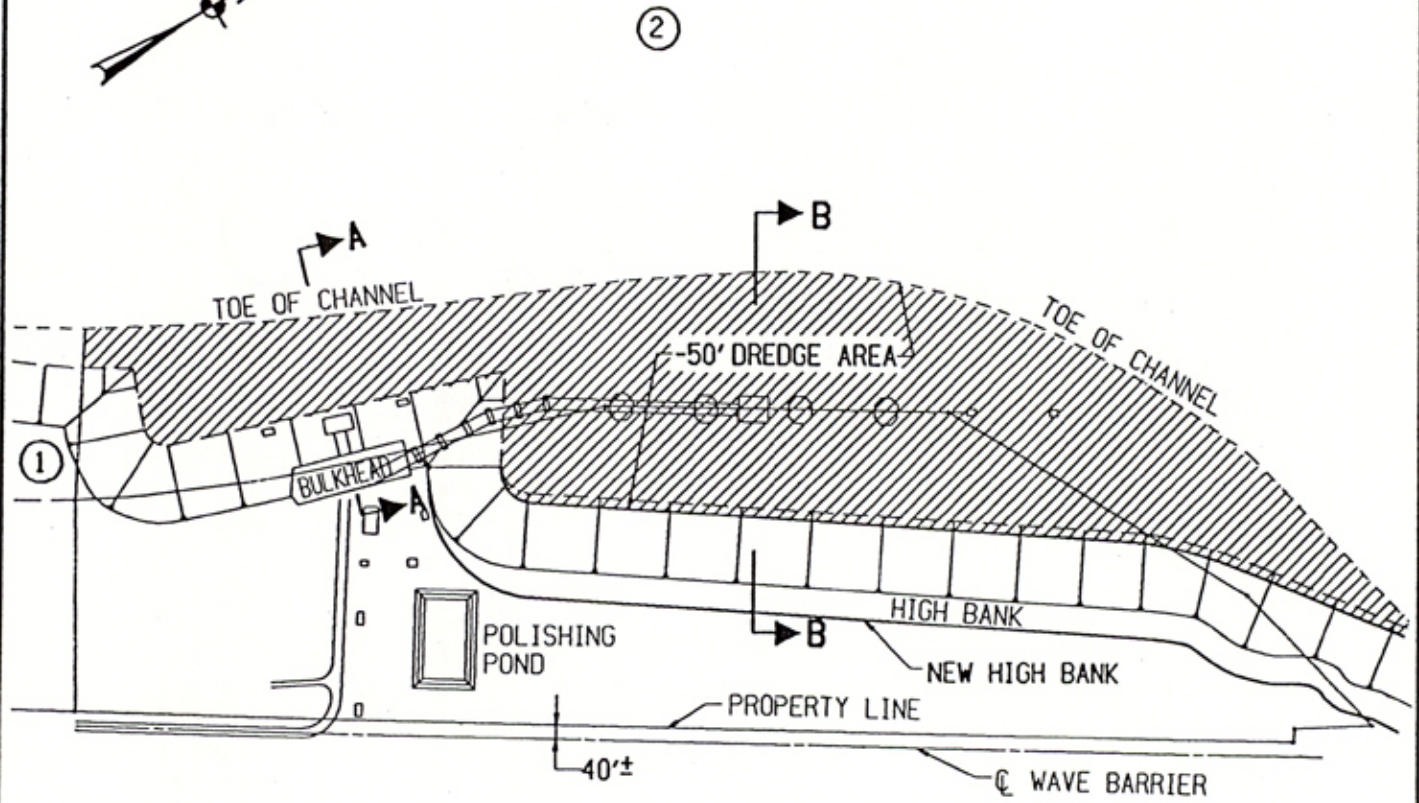 2
A
B
TOE OF CHANNEL
TOE OF CHANNEL
-50' DREDGE AREA
1
BULKHEAD
A
HIGH BANK
B
POLISHING
POND
NEW HIGH BANK
PROPERTY LINE
40'±
℄ WAVE BARRIER